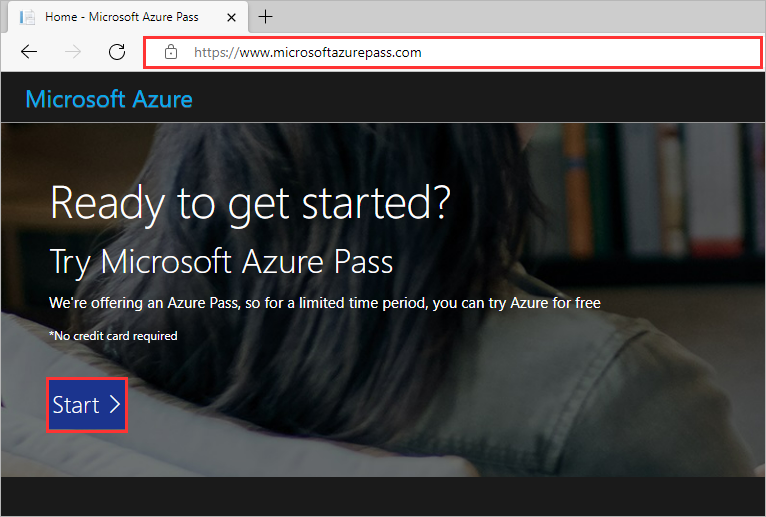 Home - Microsoft Azure Pass
https://www.microsoftazurepass.com
Microsoft Azure
Ready to get started?
Try Microsoft Azure Pass
We're offering an Azure Pass, so for a limited time period, you can try Azure for free
*No credit card required
Start